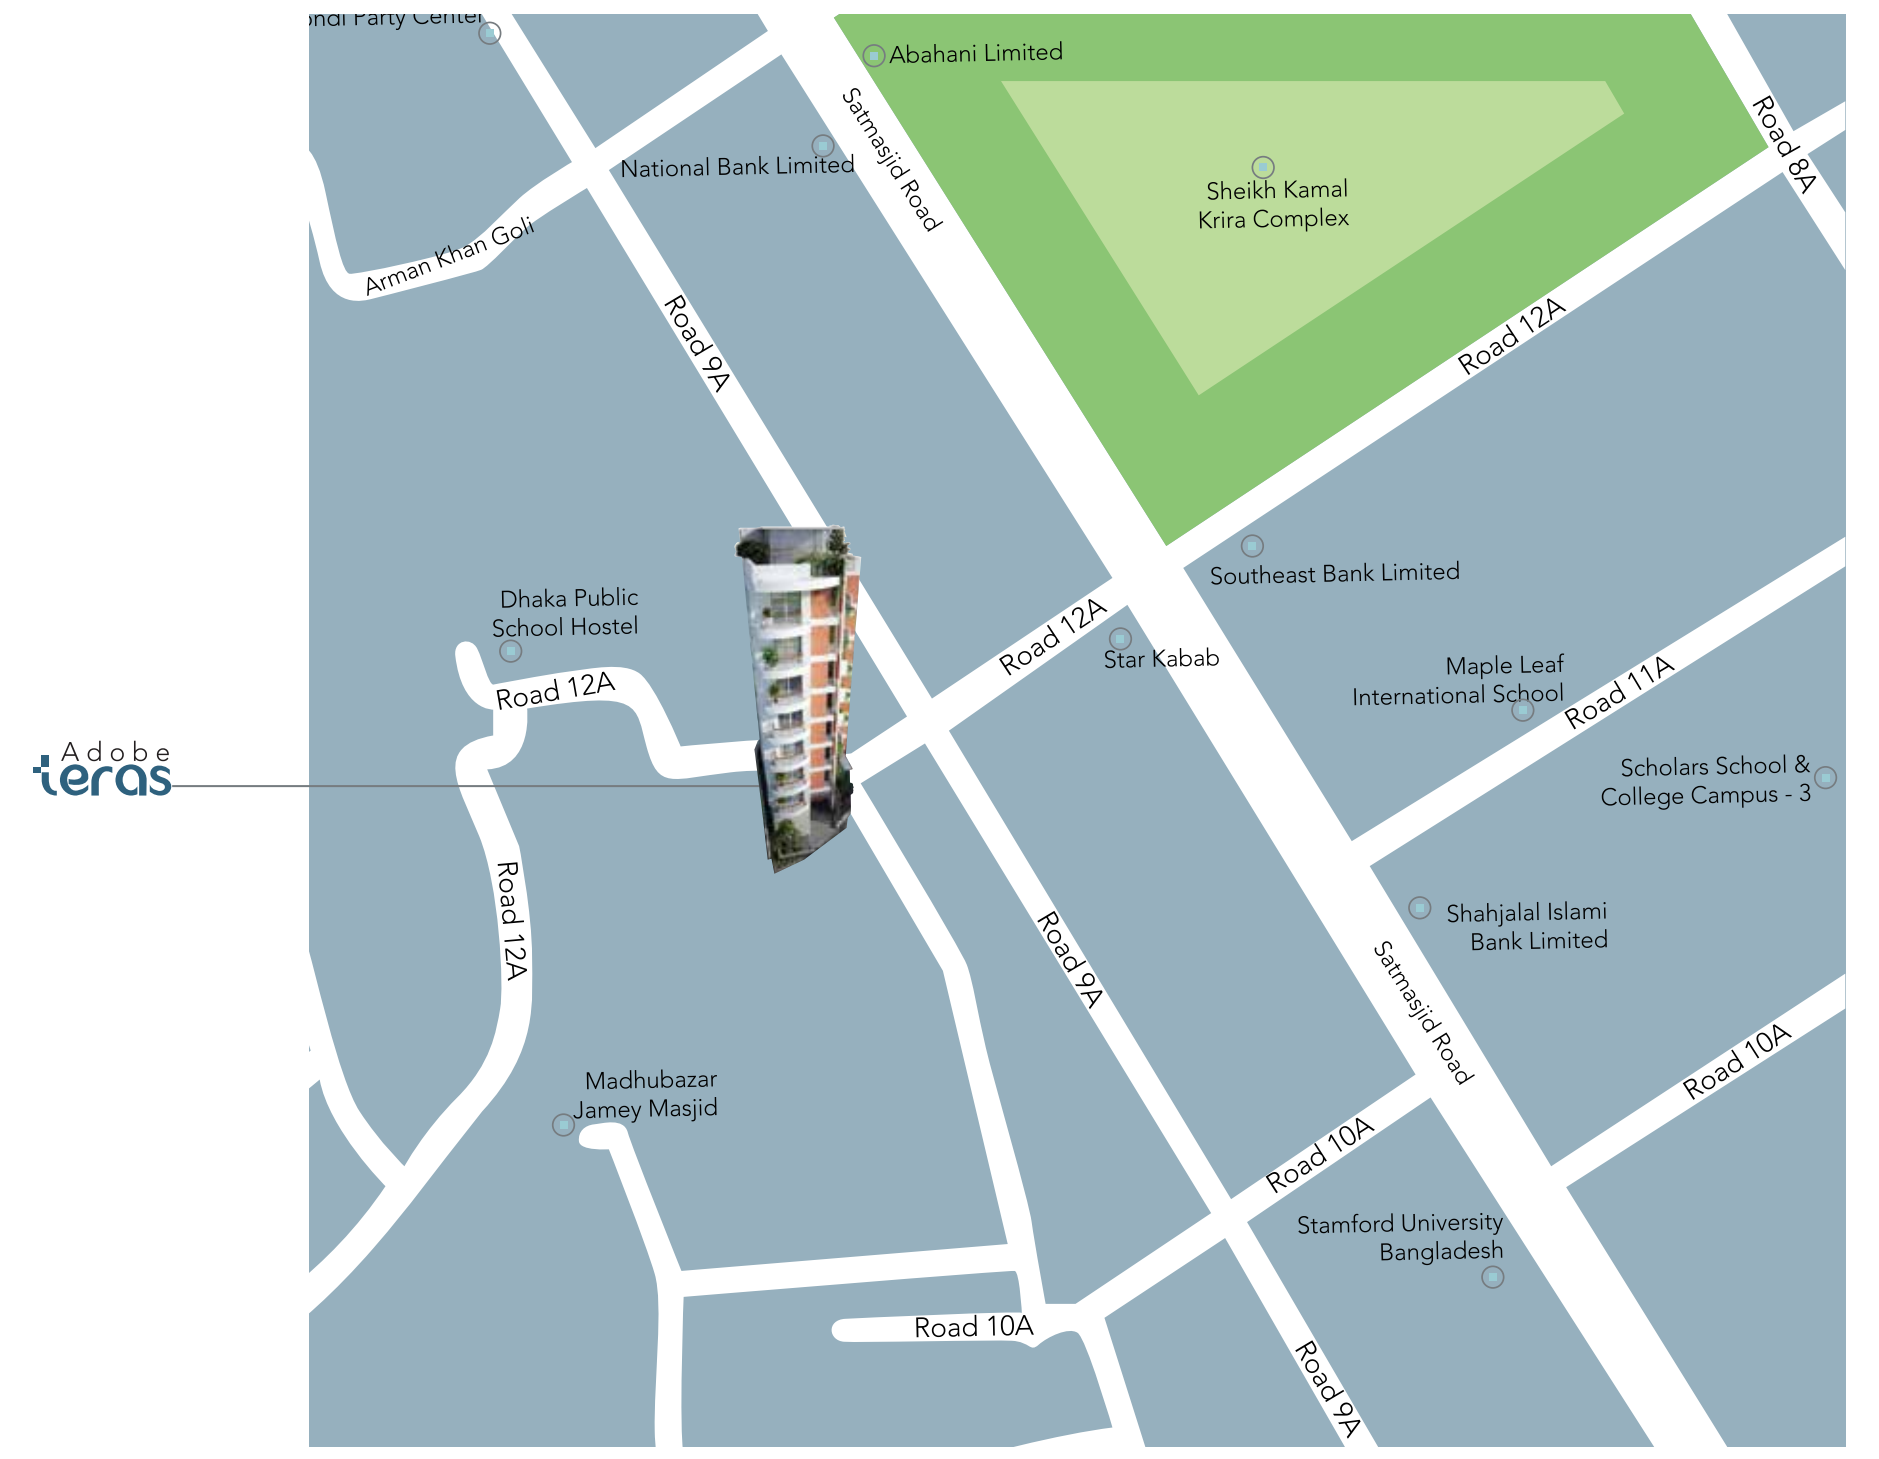 Party Center
Abahani Limited
Satmasjid Road
Road 8A
National Bank Limited
Sheikh Kamal
Krira Complex
Arman Khan Goli
Road 9A
Road 12A
Southeast Bank Limited
Dhaka Public
School Hostel
Road 12A
Star Kabab
Maple Leaf
International School
Road 11A
Road 12A
Adobe
teras
Scholars School &
College Campus - 3
Road 12A
Shahjalal Islami
Bank Limited
Road 9A
Satmasjid Road
Road 10A
Madhubazar
Jamey Masjid
Road 10A
Stamford University
Bangladesh
Road 10A
Road 9A